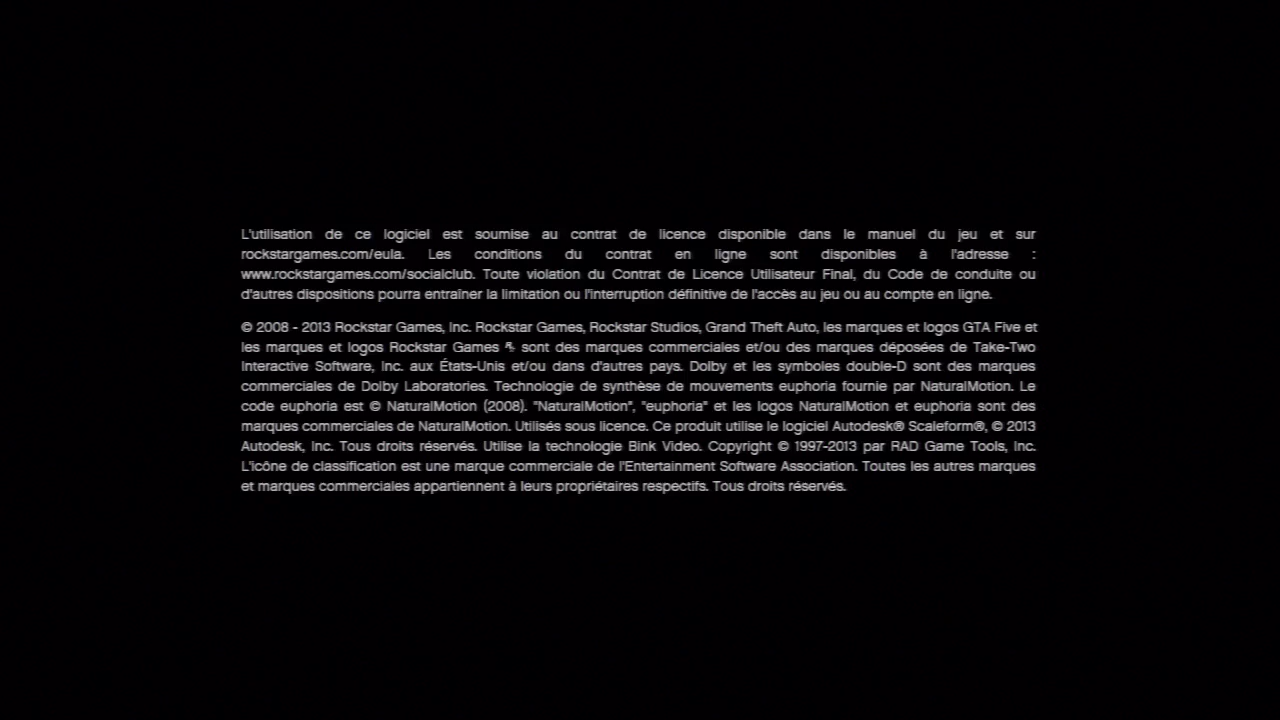 L'utilisation de ce logiciel est soumise au contrat de licence disponible dans le manuel du jeu et sur
rockstargames.com/eula. Les conditions du contrat en ligne sont disponibles à l'adresse :
www.rockstargames.com/socialclub. Toute violation du Contrat de Licence Utilisateur Final, du Code de conduite ou
d'autres dispositions pourra entraîner la limitation ou l'interruption définitive de l'accès au jeu ou au compte en ligne.
© 2008 - 2013 Rockstar Games, Inc. Rockstar Games, Rockstar Studios, Grand Theft Auto, les marques et logos GTA Five et
les marques et logos Rockstar Games R* sont des marques commerciales et/ou des marques déposées de Take-Two
Interactive Software, Inc. aux États-Unis et/ou dans d'autres pays. Dolby et les symboles double-D sont des marques
commerciales de Dolby Laboratories. Technologie de synthèse de mouvements euphoria fournie par NaturalMotion. Le
code euphoria est © NaturalMotion (2008). "NaturalMotion", "euphoria" et les logos NaturalMotion et euphoria sont des
marques commerciales de NaturalMotion. Utilisés sous licence. Ce produit utilise le logiciel Autodesk® Scaleform®, © 2013
Autodesk, Inc. Tous droits réservés. Utilise la technologie Bink Video. Copyright © 1997-2013 par RAD Game Tools, Inc.
L'icône de classification est une marque commerciale de l'Entertainment Software Association. Toutes les autres marques
et marques commerciales appartiennent à leurs propriétaires respectifs. Tous droits réservés.